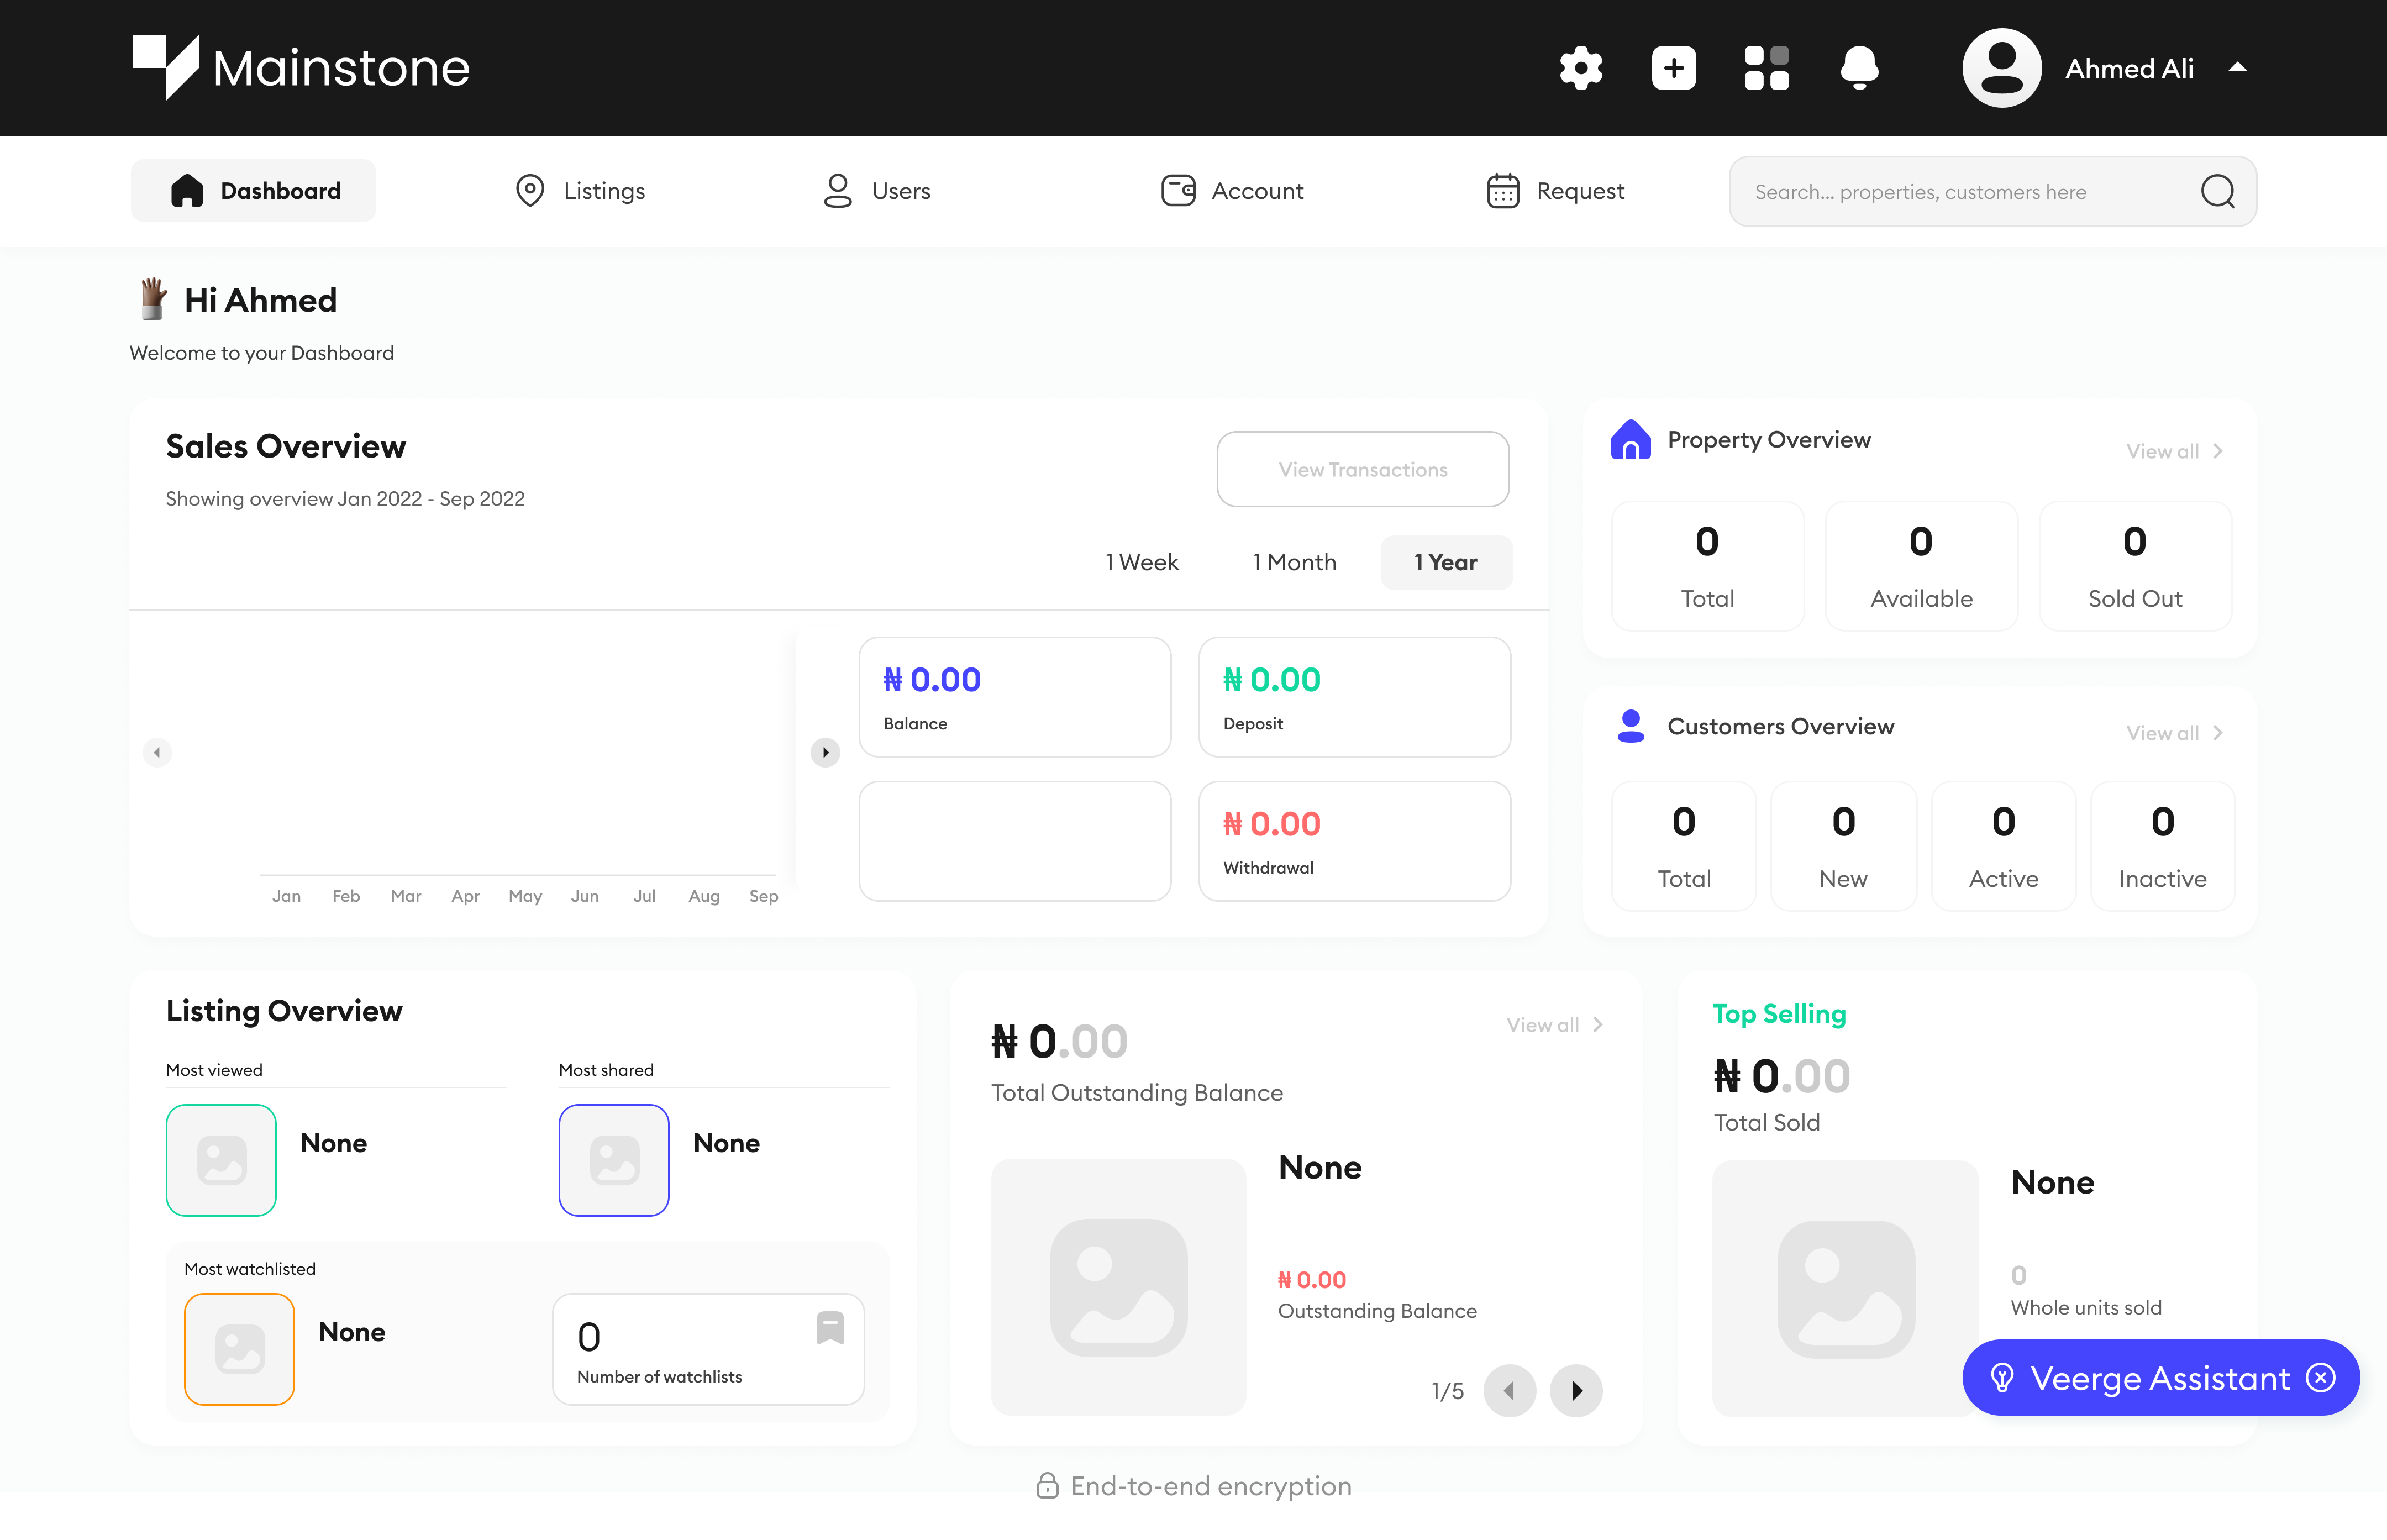 Mainstone
Ahmed Ali
Dashboard
Listings
Users
Account
Request
Search... properties, customers here
Hi Ahmed
Welcome to your Dashboard
Sales Overview
Showing overview Jan 2022 - Sep 2022
View Transactions
1 Week
1 Month
1 Year
₦ 0.00
Balance
₦ 0.00
Deposit
₦ 0.00
Withdrawal
Jan Feb Mar Apr May Jun Jul Aug Sep
Property Overview
View all
0
Total
0
Available
0
Sold Out
Customers Overview
View all
0
Total
0
New
0
Active
0
Inactive
Listing Overview
Most viewed
None
Most shared
None
Most watchlisted
None
0
Number of watchlists
₦ 0.00
View all
Total Outstanding Balance
None
₦ 0.00
Outstanding Balance
1/5
Top Selling
₦ 0.00
Total Sold
None
0
Whole units sold
Veerge Assistant
End-to-end encryption